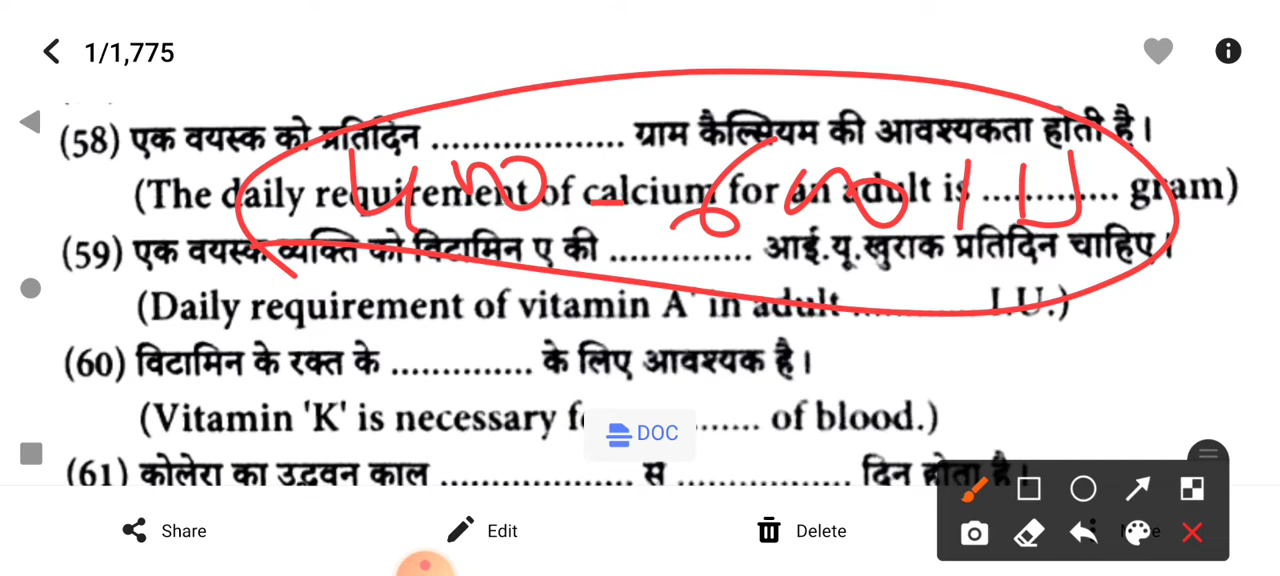 1/1,775
(58) एक वयस्क को प्रतिदिन ................... ग्राम कैल्सियम की आवश्यकता होती है।
(The daily requirement of calcium for an adult is .............. gram)
400 - 600 IU
(59) एक वयस्क व्यक्ति को विटामिन ए की .............. आई.यू.खुराक प्रतिदिन चाहिए।
(Daily requirement of vitamin A' in adult ........... I.U.)
(60) विटामिन के रक्त के .............. के लिए आवश्यक है।
(Vitamin 'K' is necessary ....... of blood.)
DOC
(61) कोलेरा का उद्भवन काल ................... से ................. दिन होता है।
Share Edit Delete